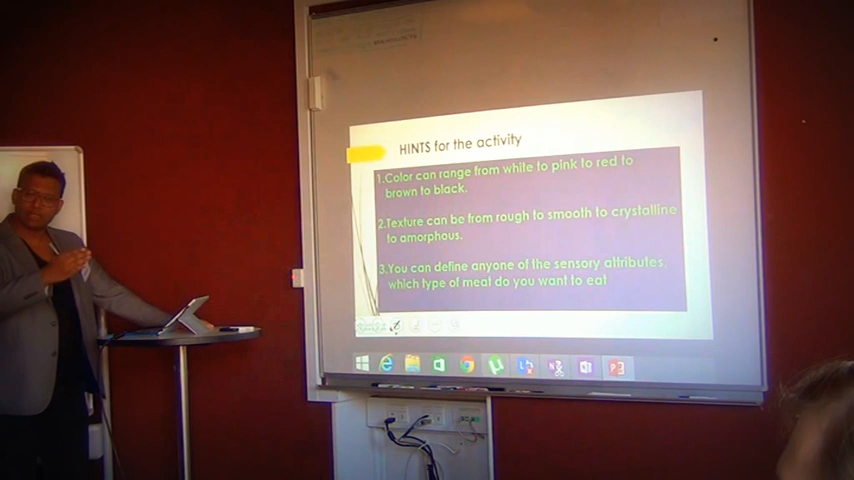 HINTS for the activity
1.Color can range from white to pink to red to
brown to black.
2.Texture can be from rough to smooth to crystalline
to amorphous.
3.You can define anyone of the sensory attributes,
which type of meat do you want to eat